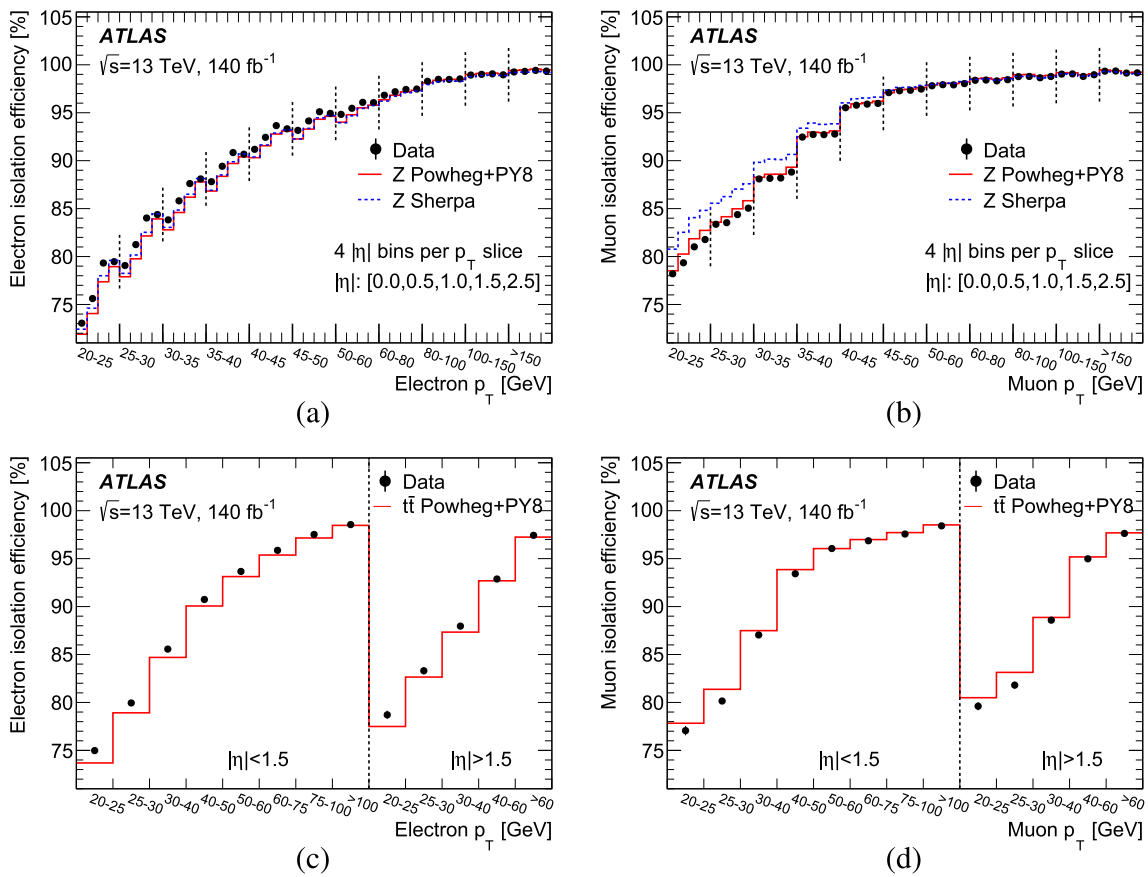 Electron isolation efficiency [%]
105
100
95
90
85
80
75
ATLAS
√s=13 TeV, 140 fb⁻¹
Data
Z Powheg+PY8
Z Sherpa
4 |η| bins per p_T slice
|η|: [0.0,0.5,1.0,1.5,2.5]
20-25 25-30 30-35 35-40 40-45 45-50 50-60 60-80 80-100 100-150 >150
Electron p_T [GeV]
(a)
Muon isolation efficiency [%]
105
100
95
90
85
80
75
ATLAS
√s=13 TeV, 140 fb⁻¹
Data
Z Powheg+PY8
Z Sherpa
4 |η| bins per p_T slice
|η|: [0.0,0.5,1.0,1.5,2.5]
20-25 25-30 30-35 35-40 40-45 45-50 50-60 60-80 80-100 100-150 >150
Muon p_T [GeV]
(b)
Electron isolation efficiency [%]
105
100
95
90
85
80
75
ATLAS
√s=13 TeV, 140 fb⁻¹
Data
tt̄ Powheg+PY8
|η|<1.5 |η|>1.5
20-25 25-30 30-40 40-50 50-60 60-75 75-100 >100 20-25 25-30 30-40 40-60 >60
Electron p_T [GeV]
(c)
Muon isolation efficiency [%]
105
100
95
90
85
80
75
ATLAS
√s=13 TeV, 140 fb⁻¹
Data
tt̄ Powheg+PY8
|η|<1.5 |η|>1.5
20-25 25-30 30-40 40-50 50-60 60-75 75-100 >100 20-25 25-30 30-40 40-60 >60
Muon p_T [GeV]
(d)